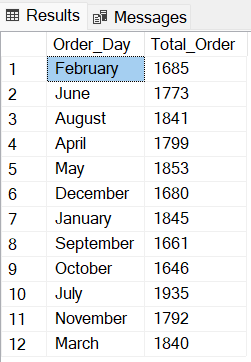 Results Messages
Order_Day Total_Order
1 February 1685
2 June 1773
3 August 1841
4 April 1799
5 May 1853
6 December 1680
7 January 1845
8 September 1661
9 October 1646
10 July 1935
11 November 1792
12 March 1840